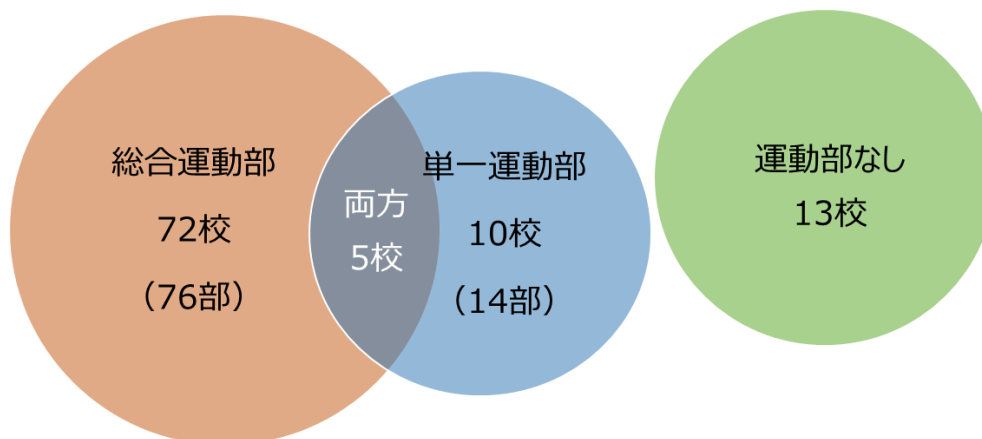 総合運動部
72校
（76部）
両方
5校
単一運動部
10校
（14部）
運動部なし
13校